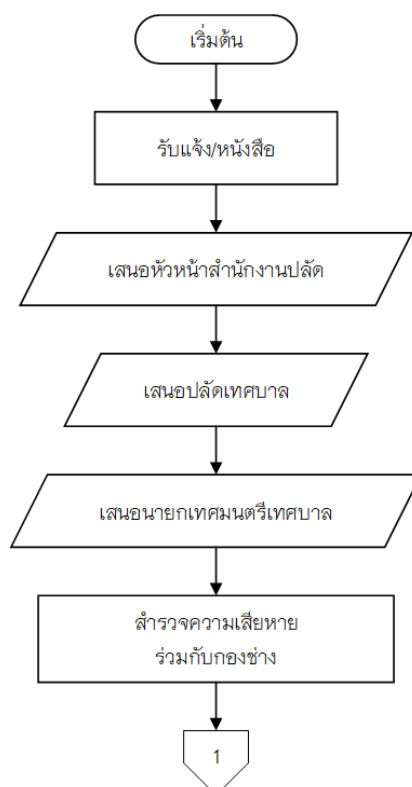 เริ่มต้น
รับแจ้ง/หนังสือ
เสนอหัวหน้าสำนักงานปลัด
เสนอปลัดเทศบาล
เสนอนายกเทศมนตรีเทศบาล
สำรวจความเสียหาย
ร่วมกับกองช่าง
1